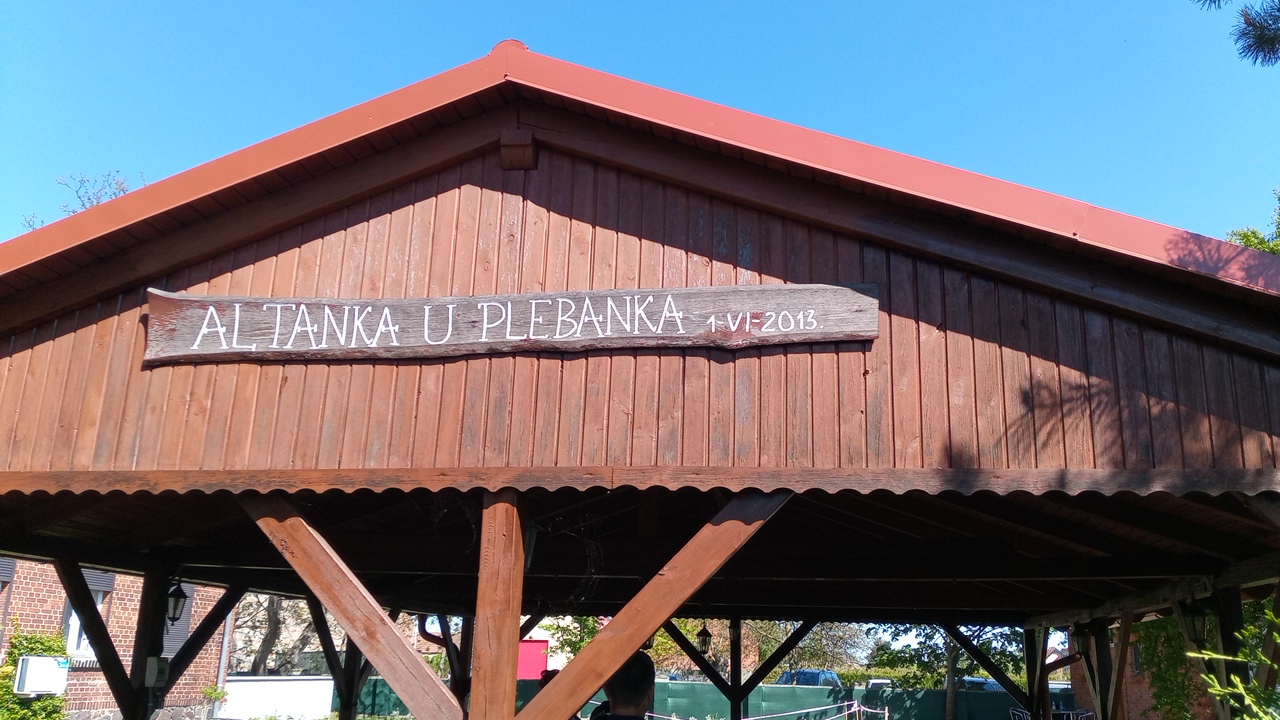 ALTANKA U PLEBANKA 1-VI-2013.